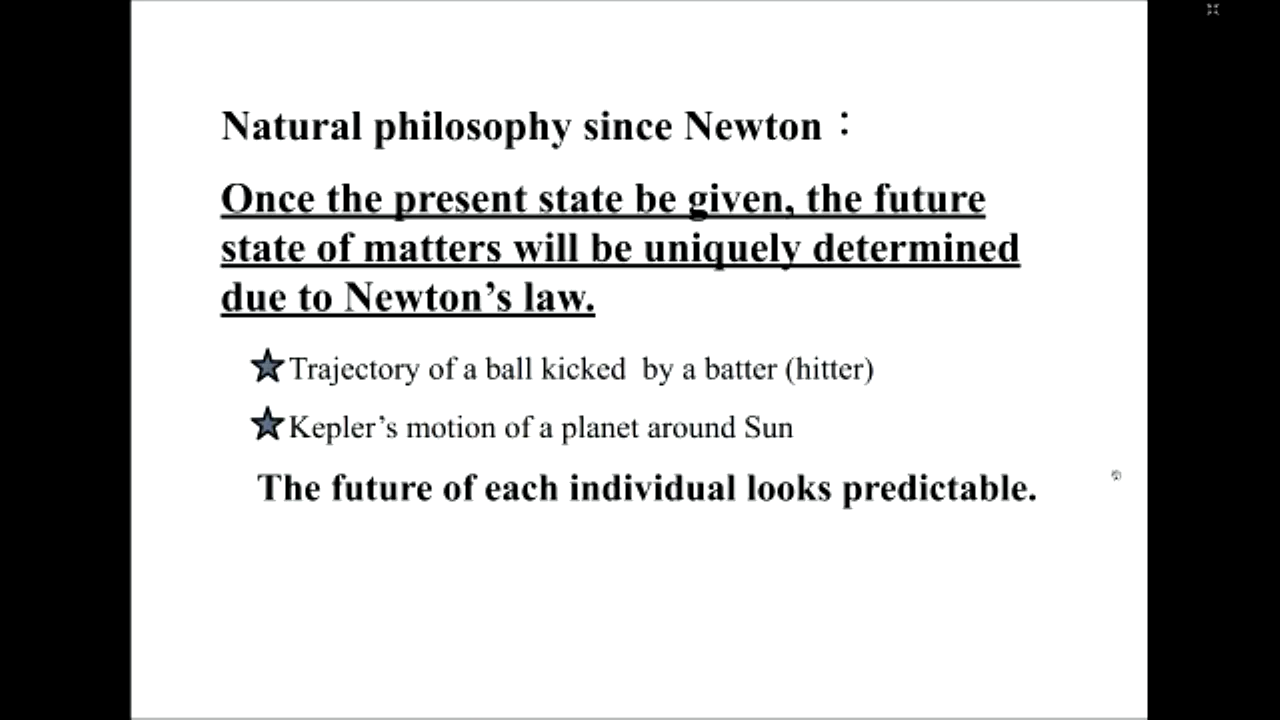 Natural philosophy since Newton：
Once the present state be given, the future
state of matters will be uniquely determined
due to Newton’s law.
Trajectory of a ball kicked  by a batter (hitter)
Kepler’s motion of a planet around Sun
The future of each individual looks predictable.